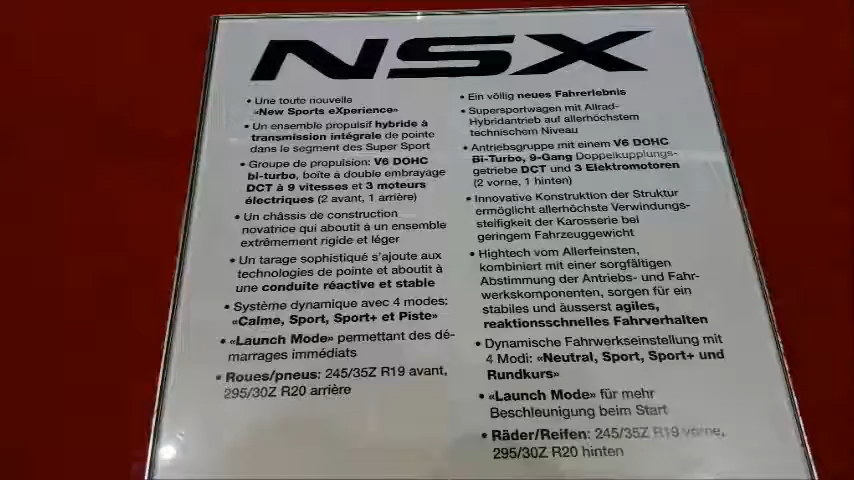 NSX
• Une toute nouvelle
«New Sports eXperience»
• Un ensemble propulsif hybride à
transmission intégrale de pointe
dans le segment des Super Sport
• Groupe de propulsion: V6 DOHC
bi-turbo, boîte à double embrayage
DCT à 9 vitesses et 3 moteurs
électriques (2 avant, 1 arrière)
• Un châssis de construction
novatrice qui aboutit à un ensemble
extrêmement rigide et léger
• Un tarage sophistiqué s'ajoute aux
technologies de pointe et aboutit à
une conduite réactive et stable
• Système dynamique avec 4 modes:
«Calme, Sport, Sport+ et Piste»
• «Launch Mode» permettant des dé-
marrages immédiats
• Roues/pneus: 245/35Z R19 avant,
295/30Z R20 arrière
• Ein völlig neues Fahrerlebnis
• Supersportwagen mit Allrad-
Hybridantrieb auf allerhöchstem
technischem Niveau
• Antriebsgruppe mit einem V6 DOHC
Bi-Turbo, 9-Gang Doppelkupplungs-
getriebe DCT und 3 Elektromotoren
(2 vorne, 1 hinten)
• Innovative Konstruktion der Struktur
ermöglicht allerhöchste Verwindungs-
steifigkeit der Karosserie bei
geringem Fahrzeuggewicht
• Hightech vom Allerfeinsten,
kombiniert mit einer sorgfältigen
Abstimmung der Antriebs- und Fahr-
werkskomponenten, sorgen für ein
stabiles und äusserst agiles,
reaktionsschnelles Fahrverhalten
• Dynamische Fahrwerkseinstellung mit
4 Modi: «Neutral, Sport, Sport+ und
Rundkurs»
• «Launch Mode» für mehr
Beschleunigung beim Start
• Räder/Reifen: 245/35Z R19 vorne,
295/30Z R20 hinten